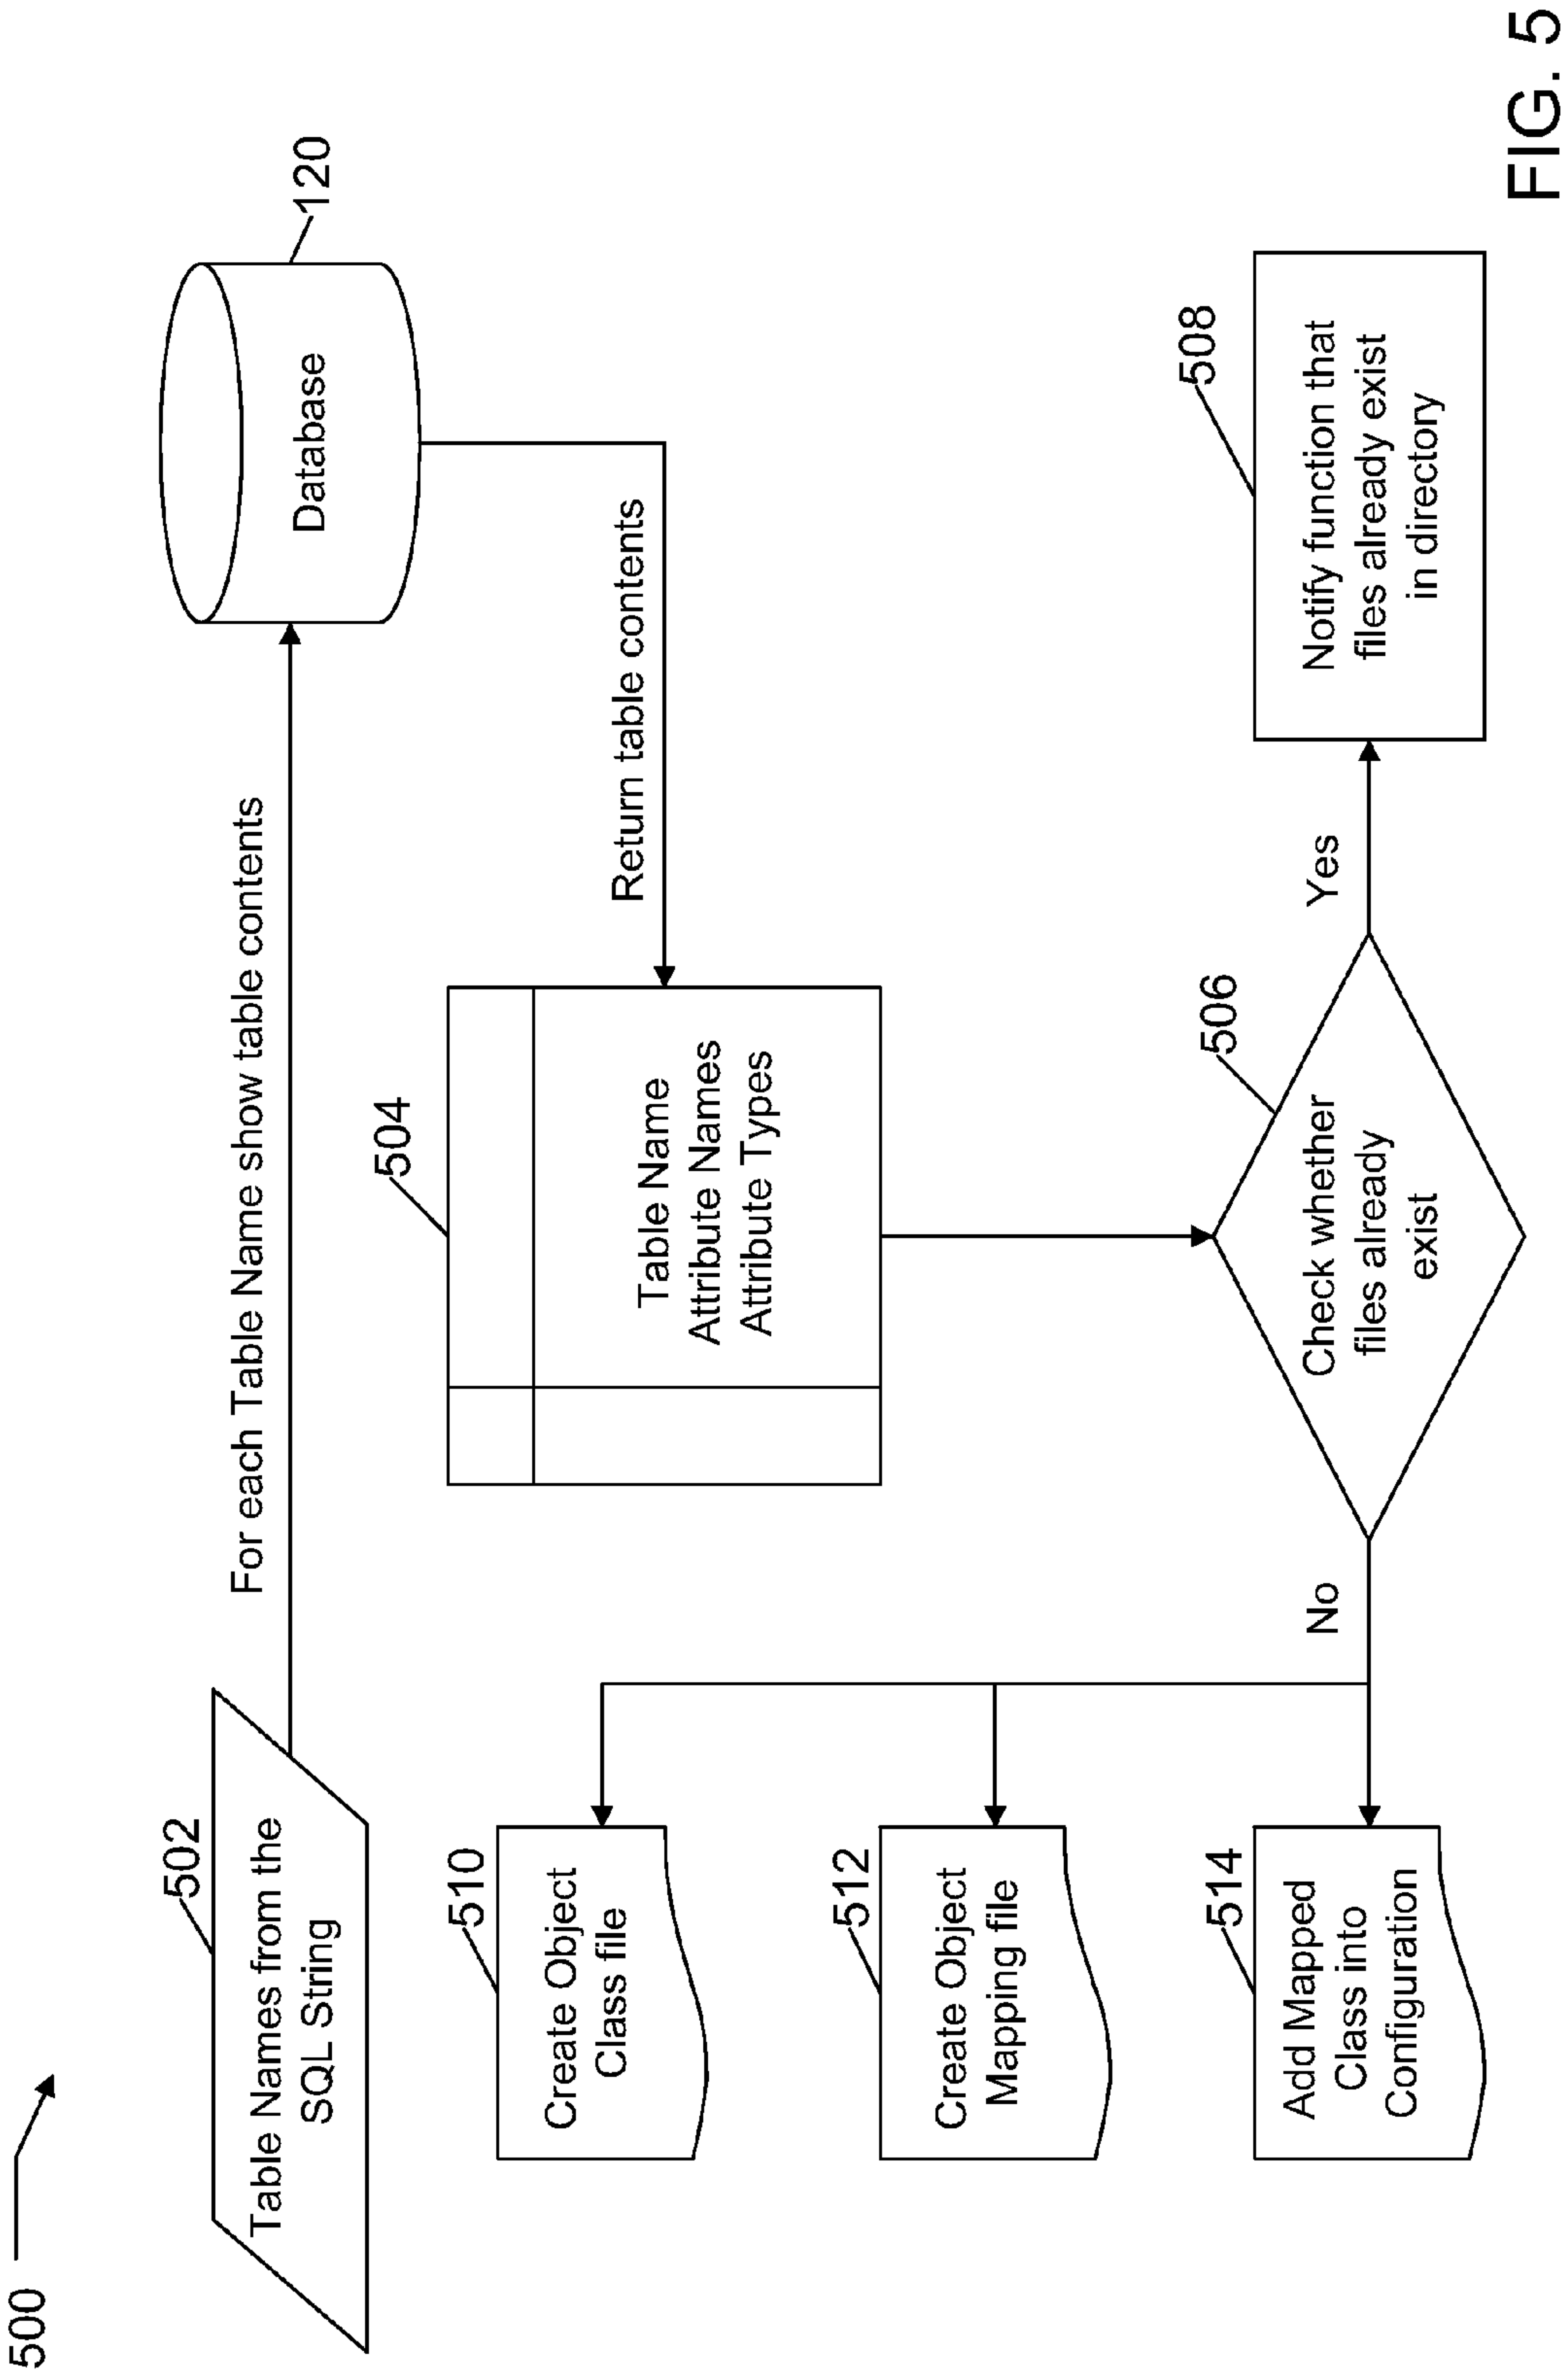 500
502
Table Names from the
SQL String
For each Table Name show table contents
Database
120
Return table contents
504
Table Name
Attribute Names
Attribute Types
506
Check whether
files already
exist
Yes
508
Notify function that
files already exist
in directory
No
510
Create Object
Class file
512
Create Object
Mapping file
514
Add Mapped
Class into
Configuration
FIG. 5